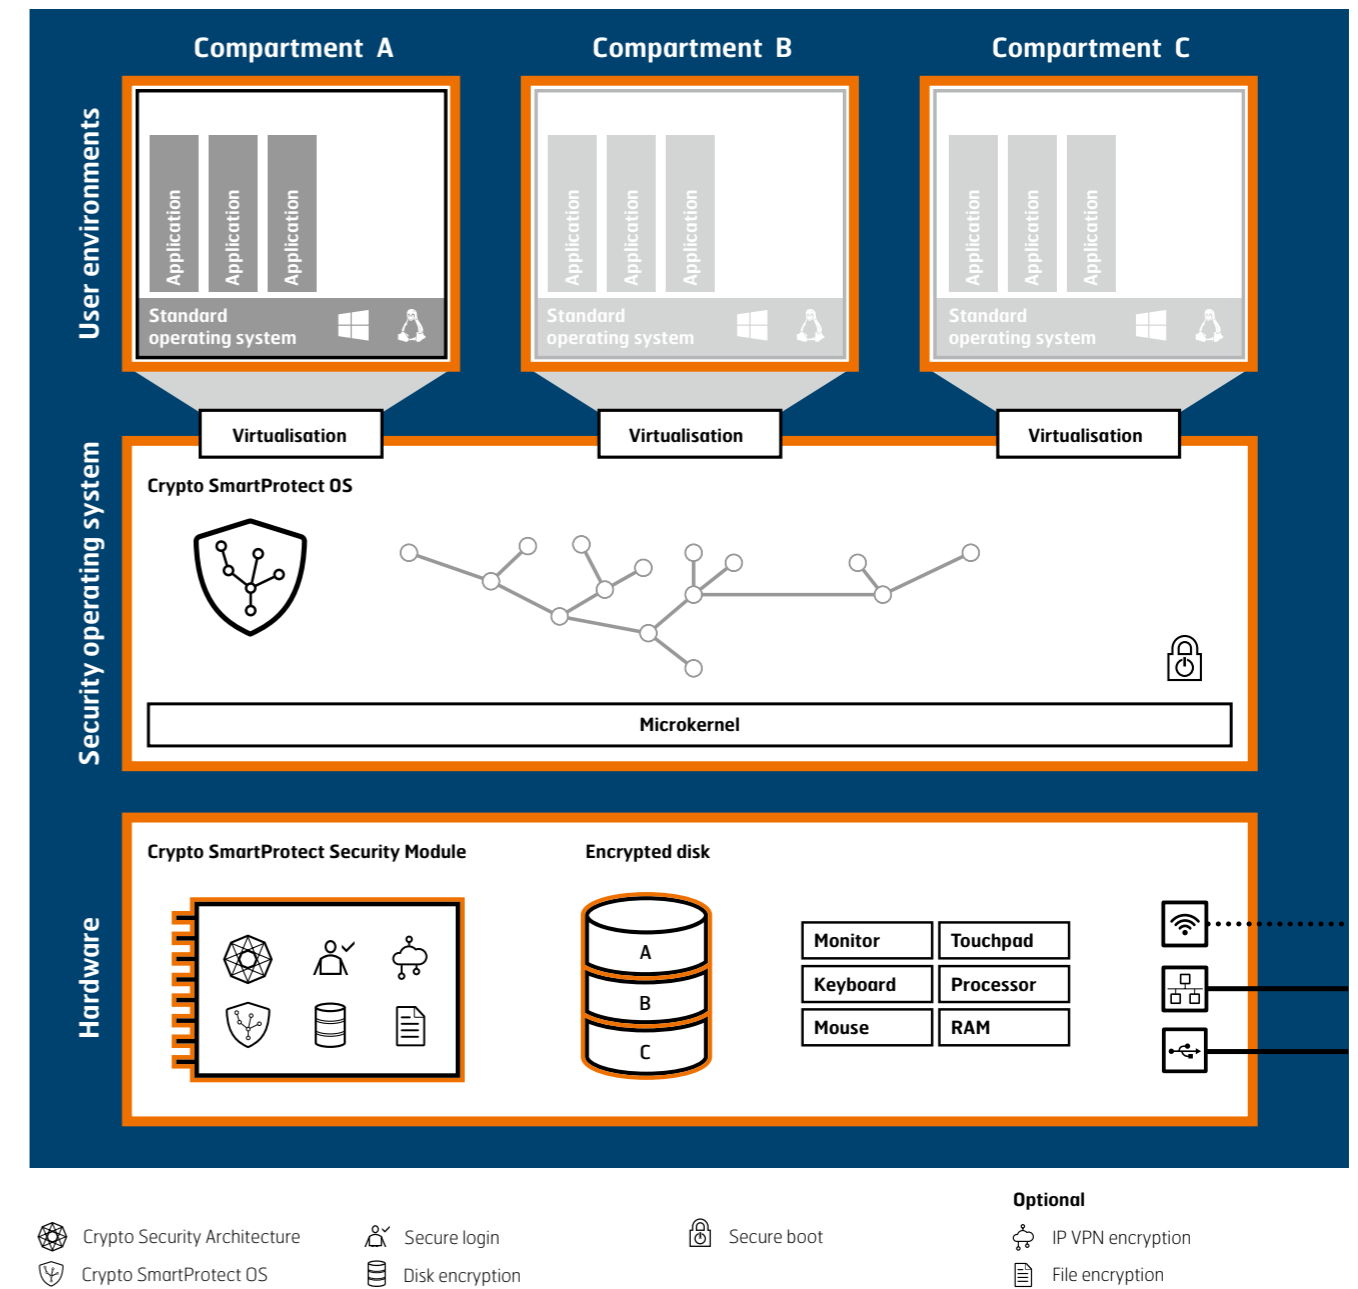 Compartment A
Compartment B
Compartment C
User environments
Application
Application
Application
Standard
operating system
Application
Application
Application
Standard
operating system
Application
Application
Application
Standard
operating system
Virtualisation
Virtualisation
Virtualisation
Security operating system
Crypto SmartProtect OS
Microkernel
Hardware
Crypto SmartProtect Security Module
Encrypted disk
A
B
C
Monitor
Touchpad
Keyboard
Processor
Mouse
RAM
Crypto Security Architecture
Crypto SmartProtect OS
Secure login
Disk encryption
Secure boot
Optional
IP VPN encryption
File encryption